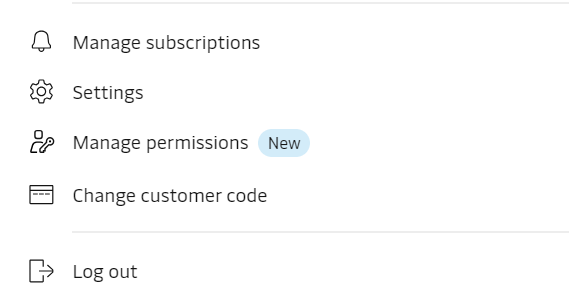 Manage subscriptions
Settings
Manage permissions New
Change customer code
Log out